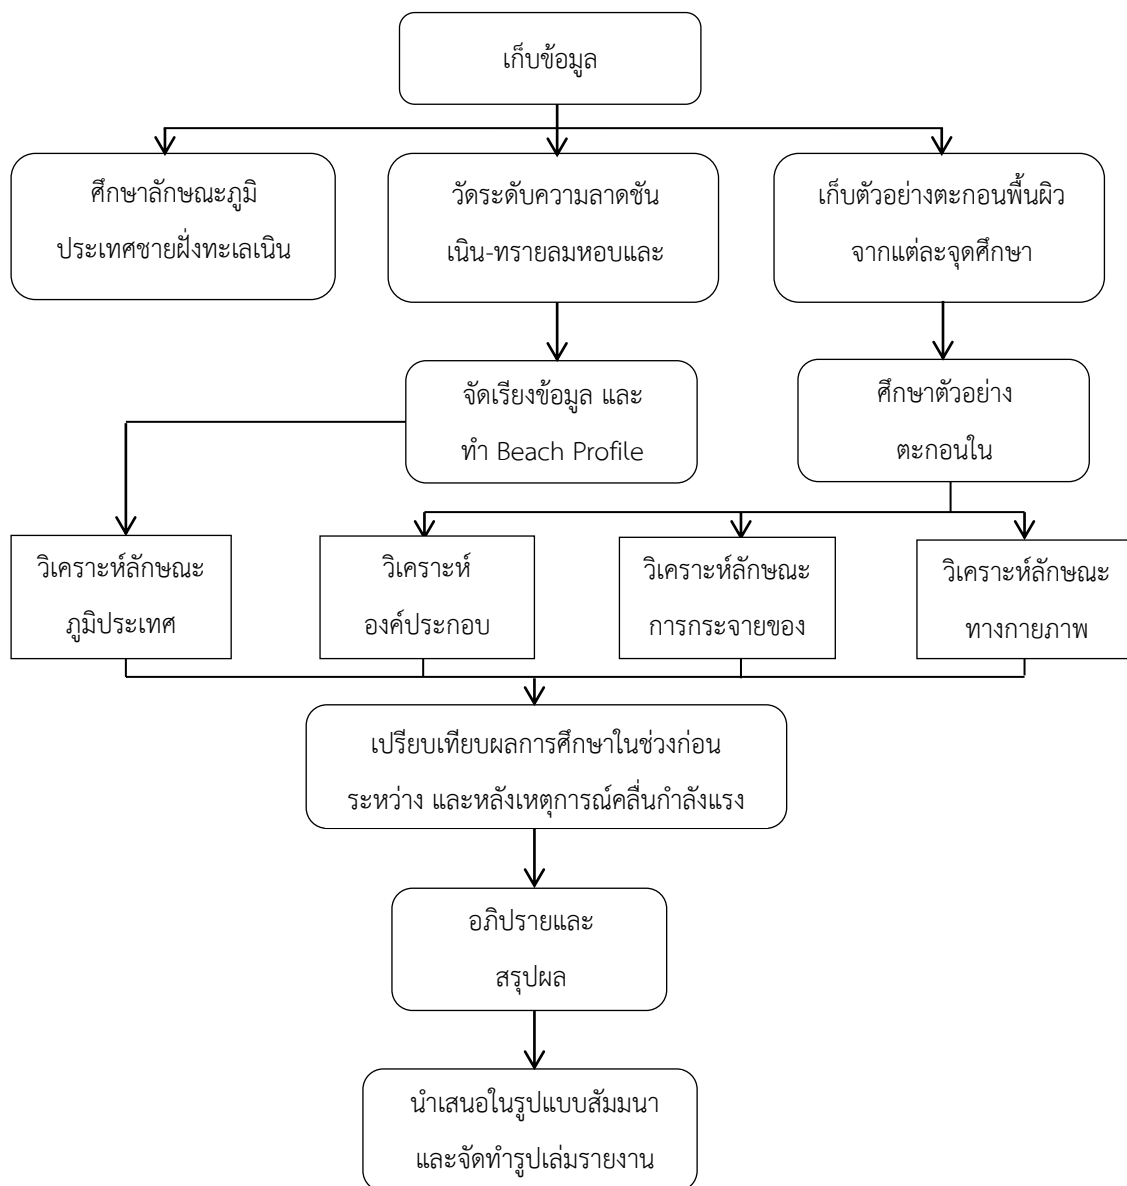 เก็บข้อมูล
ศึกษาลักษณะภูมิ
ประเทศชายฝั่งทะเลเนิน
วัดระดับความลาดชัน
เนิน-ทรายลมหอบและ
เก็บตัวอย่างตะกอนพื้นผิว
จากแต่ละจุดศึกษา
จัดเรียงข้อมูล และ
ทำ Beach Profile
ศึกษาตัวอย่าง
ตะกอนใน
วิเคราะห์ลักษณะ
ภูมิประเทศ
วิเคราะห์
องค์ประกอบ
วิเคราะห์ลักษณะ
การกระจายของ
วิเคราะห์ลักษณะ
ทางกายภาพ
เปรียบเทียบผลการศึกษาในช่วงก่อน
ระหว่าง และหลังเหตุการณ์คลื่นกำลังแรง
อภิปรายและ
สรุปผล
นำเสนอในรูปแบบสัมมนา
และจัดทำรูปเล่มรายงาน